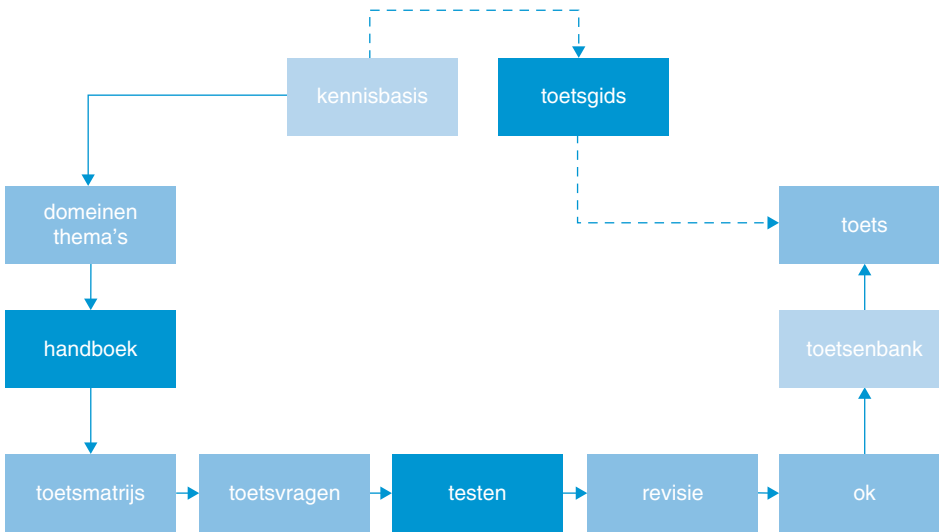 kennisbasis
toetsgids
domeinen
thema's
toets
handboek
toetsenbank
toetsmatrijs
toetsvragen
testen
revisie
ok